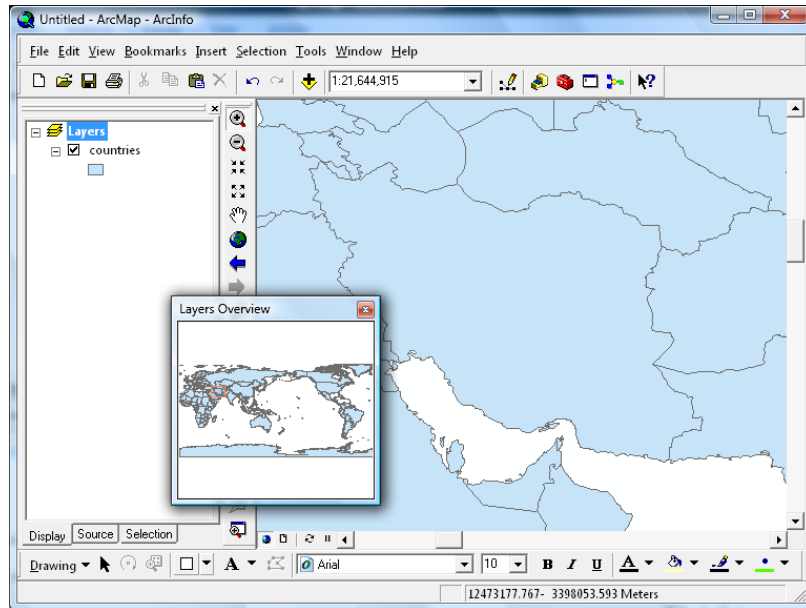 Untitled - ArcMap - ArcInfo
File Edit View Bookmarks Insert Selection Tools Window Help
1:21,644,915
Layers
countries
Layers Overview
Display Source Selection
Drawing A Arial 10 B I U A
12473177.767- 3398053.593 Meters